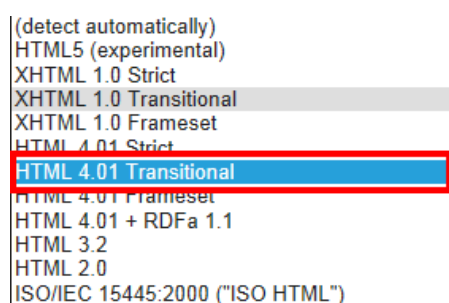 (detect automatically)
HTML5 (experimental)
XHTML 1.0 Strict
XHTML 1.0 Transitional
XHTML 1.0 Frameset
HTML 4.01 Strict
HTML 4.01 Transitional
HTML 4.01 Frameset
HTML 4.01 + RDFa 1.1
HTML 3.2
HTML 2.0
ISO/IEC 15445:2000 ("ISO HTML")